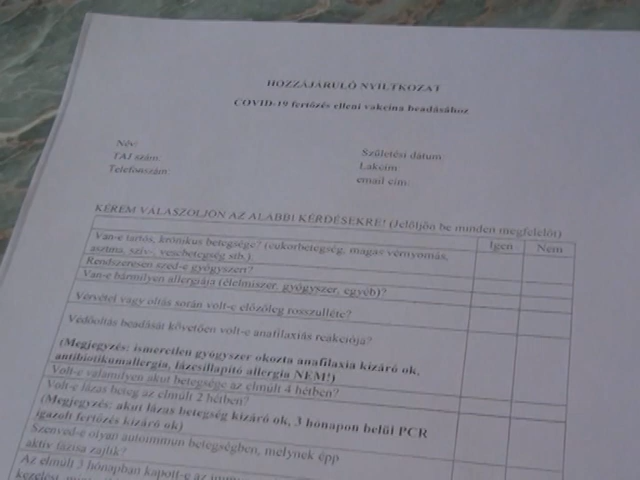 HOZZÁJÁRULÓ NYILTKOZAT
COVID-19 fertőzés elleni vakcina beadásához
Név:
TAJ szám:
Telefonszám:
Születési dátum:
Lakcím:
email cím:
KÉREM VÁLASZOLJON AZ ALÁBBI KÉRDÉSEKRE! (Jelöljön be minden megfelelőt)
Igen Nem
Van-e tartós, krónikus betegsége? (cukorbetegség, magas vérnyomás,
asztma, szív-, vesebetegség stb.)
Rendszeresen szed-e gyógyszert?
Van-e bármilyen allergiája (élelmiszer, gyógyszer, egyéb)?
Vérvétel vagy oltás során volt-e előzőleg rosszulléte?
Védőoltás beadását követően volt-e anafilaxiás reakciója?
(Megjegyzés: ismeretlen gyógyszer okozta anafilaxia kizáró ok,
antibiotikumallergia, lázcsillapító allergia NEM!)
Volt-e valamilyen akut betegsége az elmúlt 4 hétben?
Volt-e lázas beteg az elmúlt 2 hétben?
(Megjegyzés: akut lázas betegség kizáró ok, 3 hónapon belül PCR
igazolt fertőzés kizáró ok)
Szenved-e olyan autoimmun betegségben, melynek épp
aktív fázisa zajlik?
Az elmúlt 3 hónapban kapott-e az